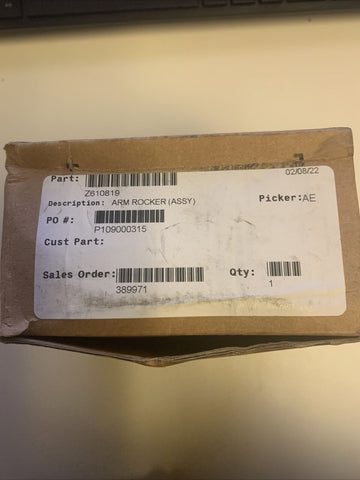 Part:
02/08/22
Z610819
Description: ARM ROCKER (ASSY)
Picker: AE
PO #:
P109000315
Cust Part:
Sales Order:
Qty:
389971
1